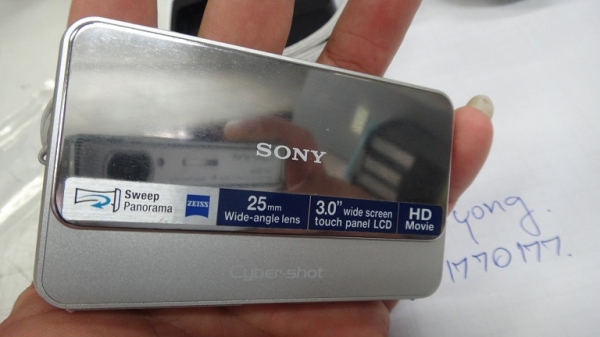 SONY
Sweep
Panorama
ZEISS
25mm
Wide-angle lens
3.0" wide screen
touch panel LCD
HD
Movie
Cyber-shot
yong.
1770177.